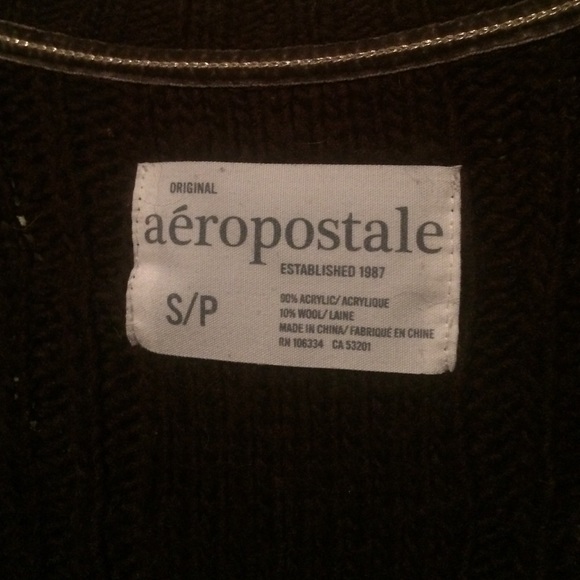 ORIGINAL
aéropostale
ESTABLISHED 1987
S/P
90% ACRYLIC/ ACRYLIQUE
10% WOOL/ LAINE
MADE IN CHINA/ FABRIQUÉ EN CHINE
RN 106334 CA 53201